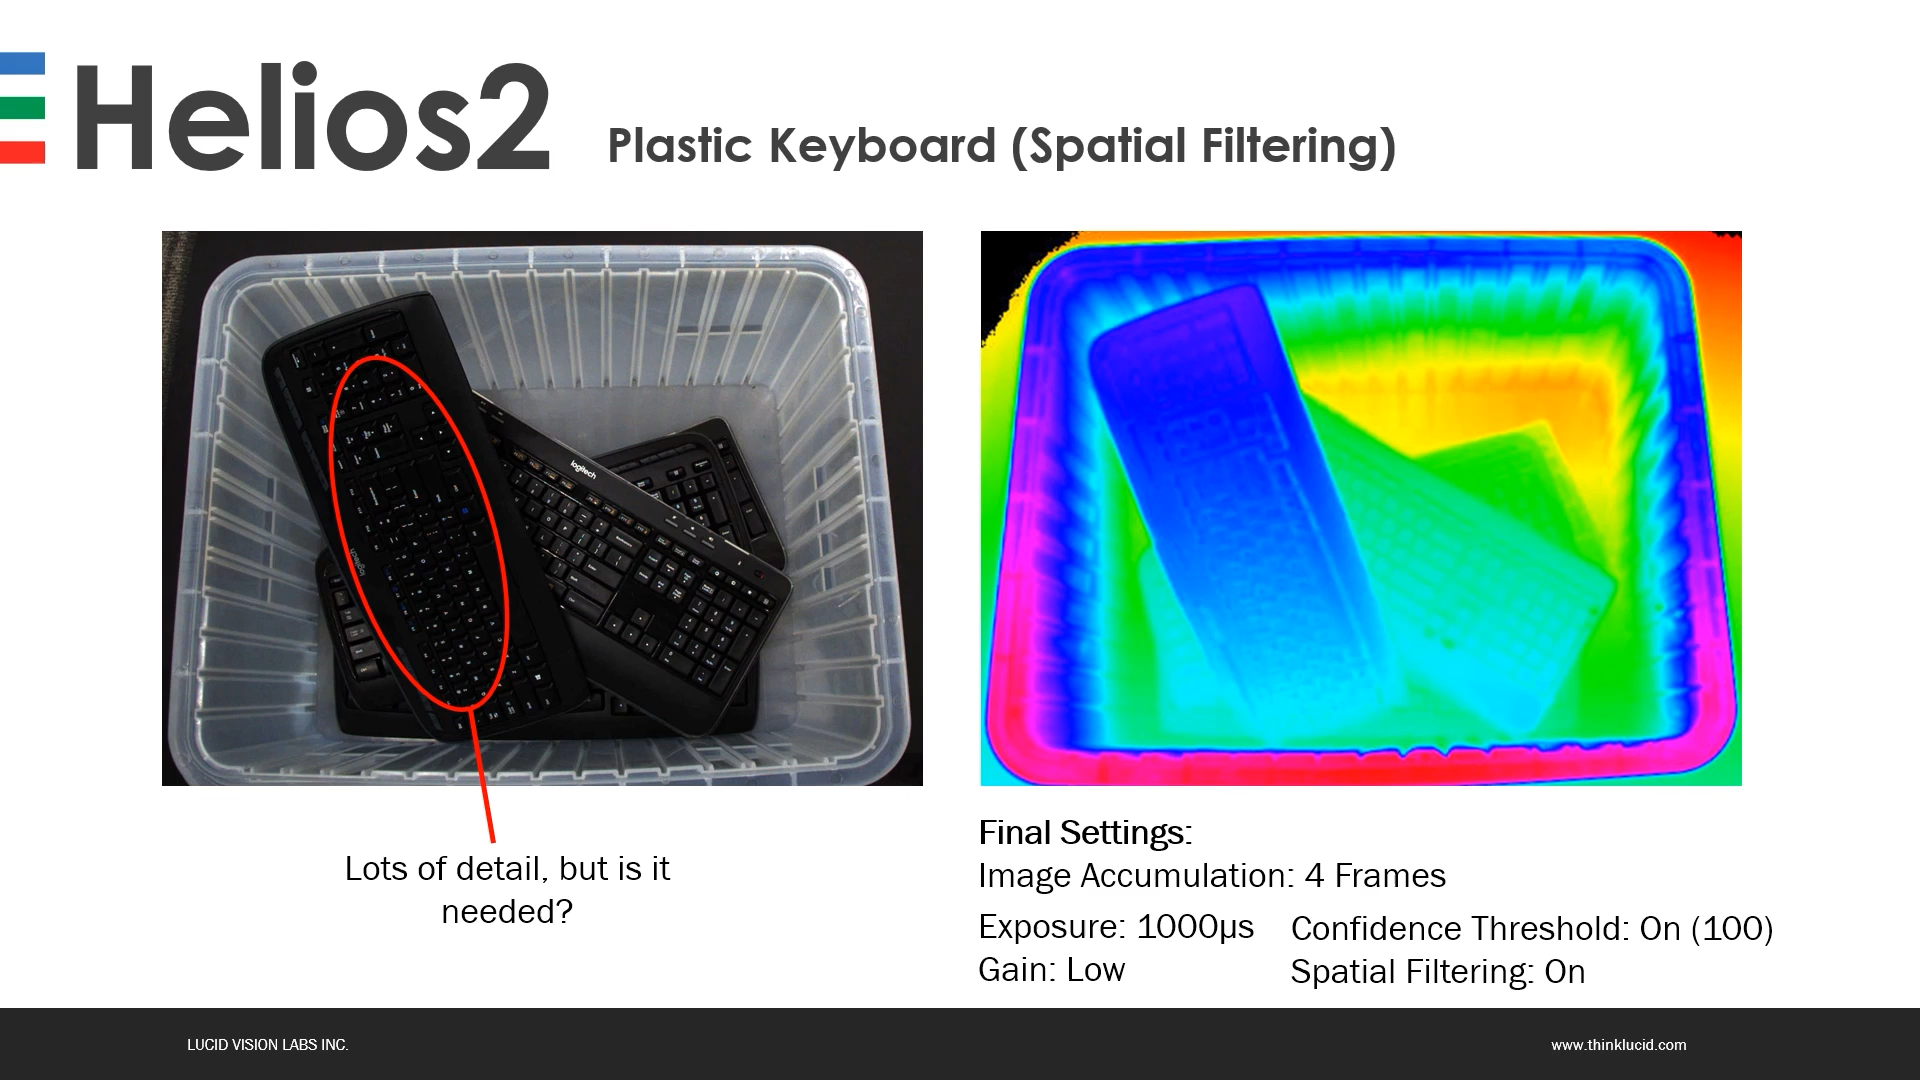 Helios2
Plastic Keyboard (Spatial Filtering)
logitech
logitech
Lots of detail, but is it
needed?
Final Settings:
Image Accumulation: 4 Frames
Exposure: 1000µs
Gain: Low
Confidence Threshold: On (100)
Spatial Filtering: On
LUCID VISION LABS INC.
www.thinklucid.com